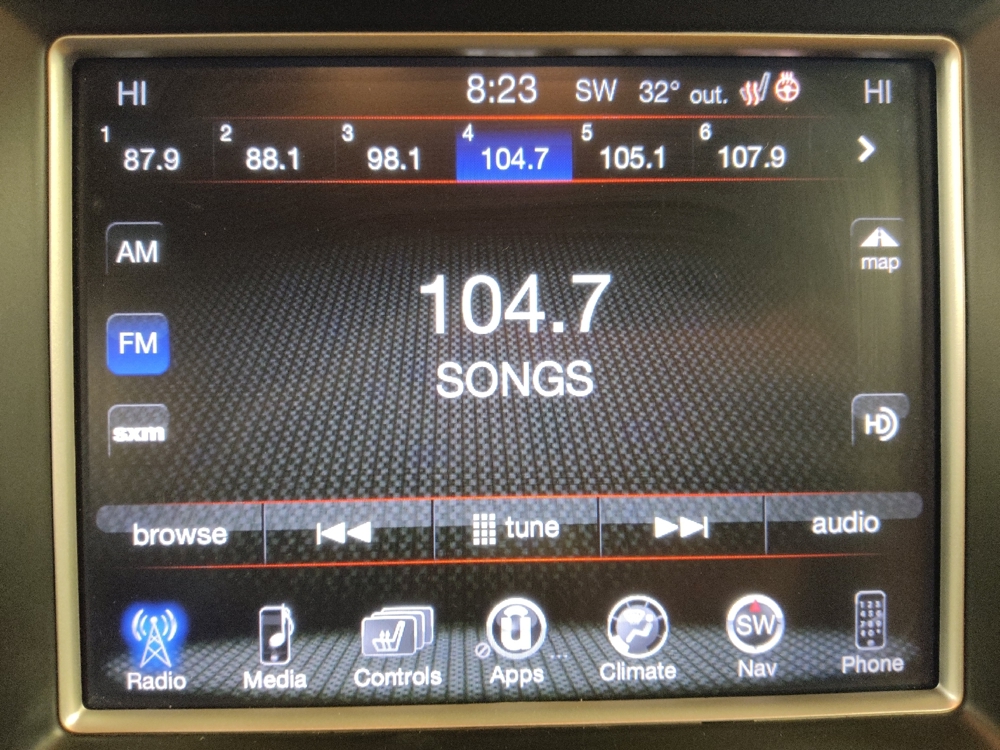 HI 8:23 SW 32° out. HI
1 87.9 2 88.1 3 98.1 4 104.7 5 105.1 6 107.9
AM
map
104.7
FM
SONGS
sxm
HD
browse tune audio
SW
Radio Media Controls Apps Climate Nav Phone